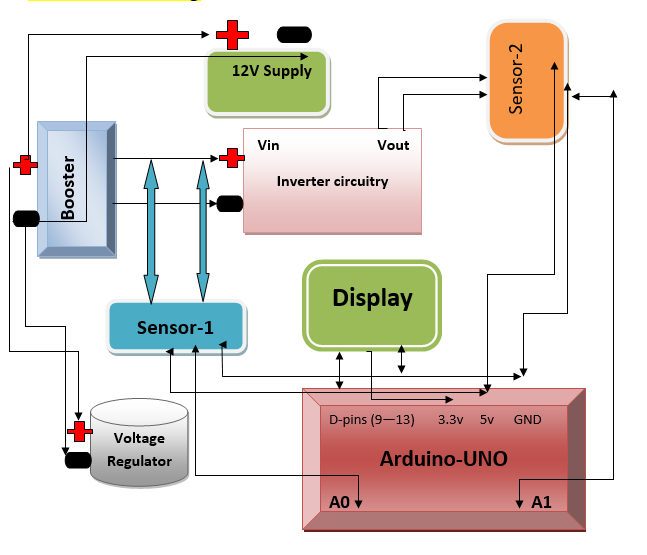 12V Supply
Sensor-2
Booster
Vin
Vout
Inverter circuitry
Sensor-1
Display
Voltage
Regulator
D-pins (9—13) 3.3v 5v GND
Arduino-UNO
A0
A1